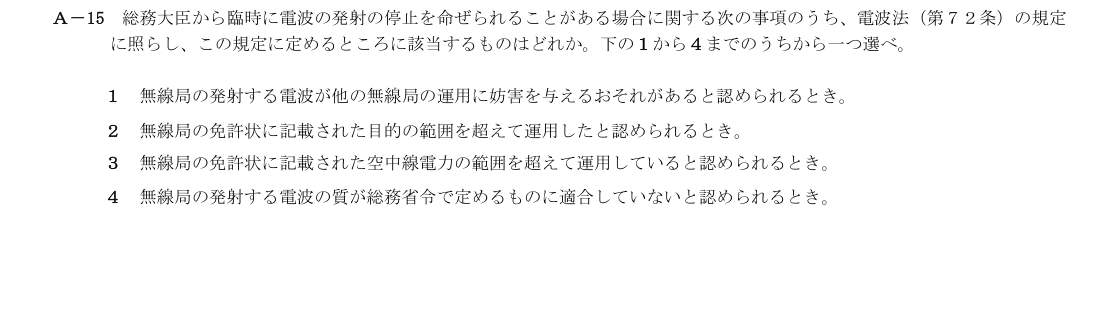 A－15　総務大臣から臨時に電波の発射の停止を命ぜられることがある場合に関する次の事項のうち、電波法（第７２条）の規定
に照らし、この規定に定めるところに該当するものはどれか。下の1から4までのうちから一つ選べ。
1　無線局の発射する電波が他の無線局の運用に妨害を与えるおそれがあると認められるとき。
2　無線局の免許状に記載された目的の範囲を超えて運用したと認められるとき。
3　無線局の免許状に記載された空中線電力の範囲を超えて運用していると認められるとき。
4　無線局の発射する電波の質が総務省令で定めるものに適合していないと認められるとき。